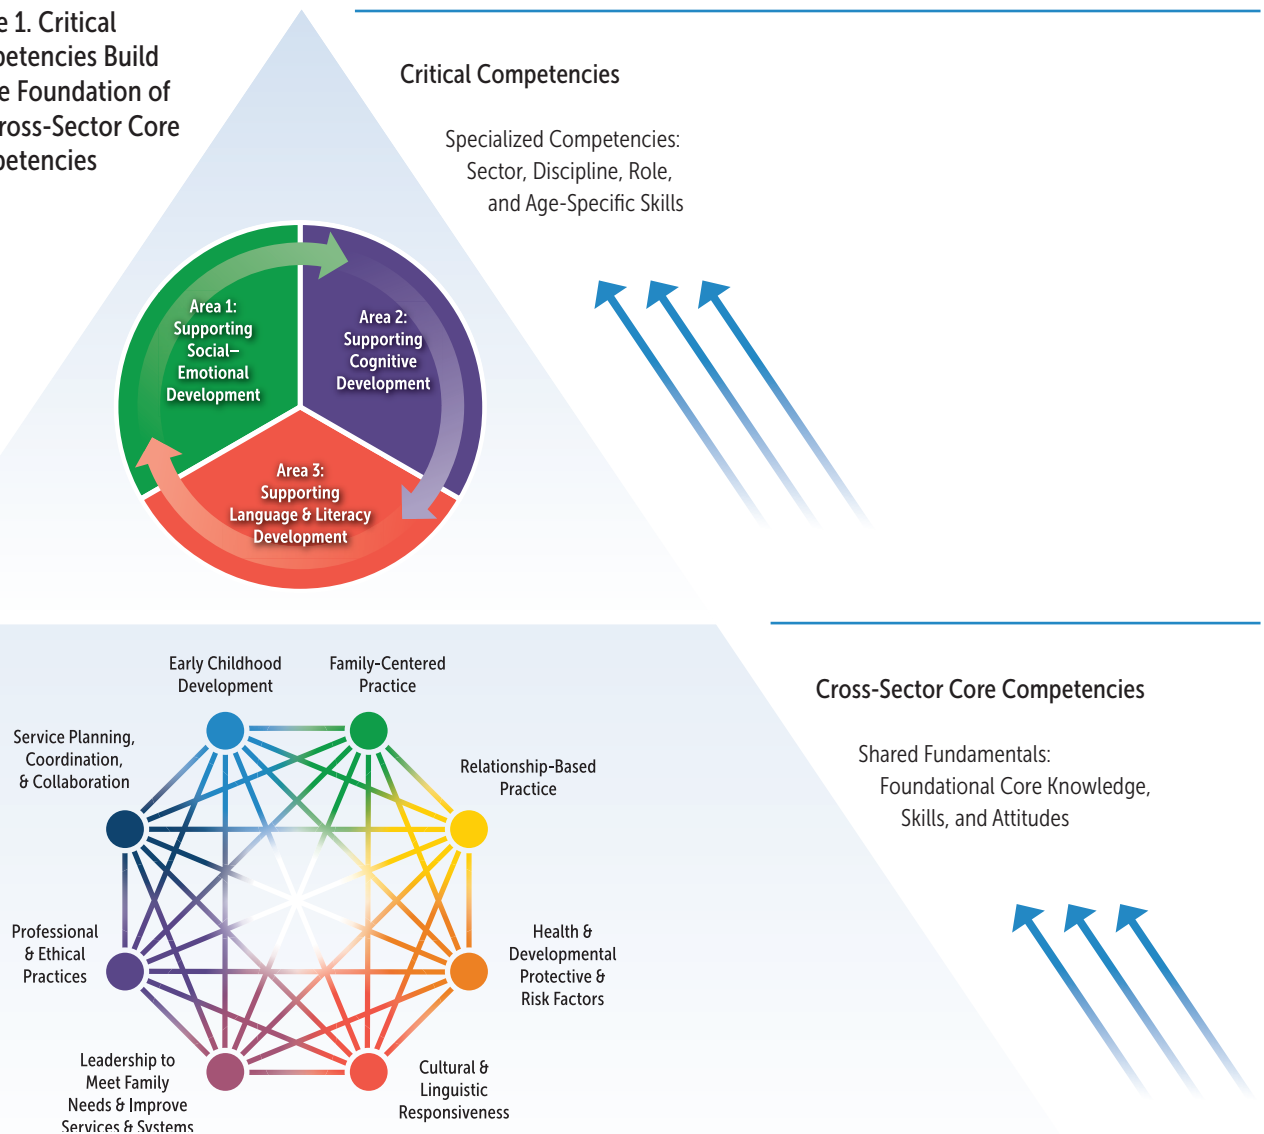 e 1. Critical
petencies Build
e Foundation of
ross-Sector Core
petencies
Critical Competencies
Specialized Competencies:
Sector, Discipline, Role,
and Age-Specific Skills
Area 1:
Supporting
Social–
Emotional
Development
Area 2:
Supporting
Cognitive
Development
Area 3:
Supporting
Language & Literacy
Development
Cross-Sector Core Competencies
Shared Fundamentals:
Foundational Core Knowledge,
Skills, and Attitudes
Early Childhood
Development
Family-Centered
Practice
Service Planning,
Coordination,
& Collaboration
Relationship-Based
Practice
Professional
& Ethical
Practices
Health &
Developmental
Protective &
Risk Factors
Leadership to
Meet Family
Needs & Improve
Services & Systems
Cultural &
Linguistic
Responsiveness